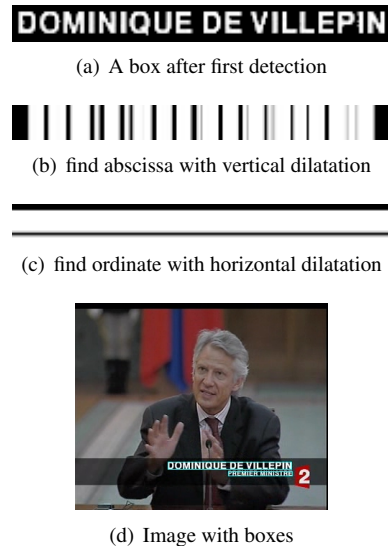 DOMINIQUE DE VILLEPIN
(a) A box after first detection
(b) find abscissa with vertical dilatation
(c) find ordinate with horizontal dilatation
DOMINIQUE DE VILLEPIN
PREMIER MINISTRE
2
(d) Image with boxes